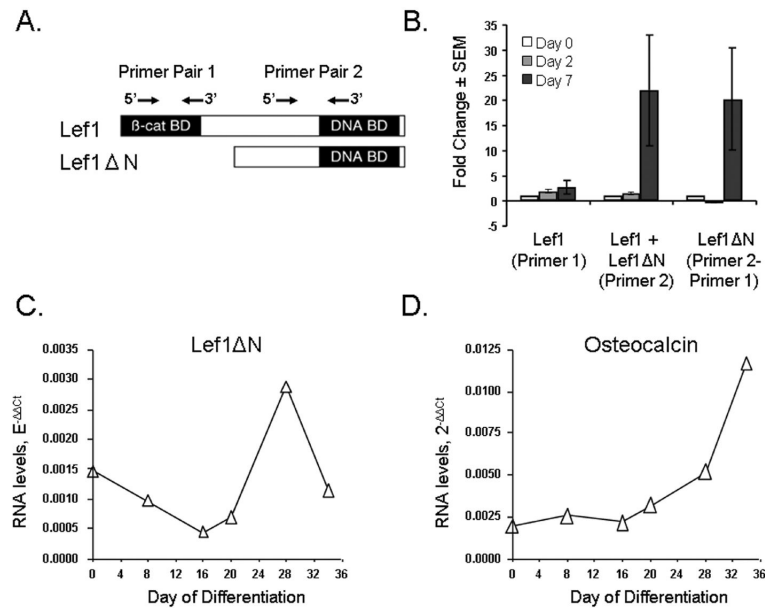 A.
Primer Pair 1 Primer Pair 2
5' 3' 5' 3'
Lef1 ß-cat BD DNA BD
Lef1 Δ N DNA BD
B.
Fold Change ± SEM
35
30
25
20
15
10
5
0
5
Day 0
Day 2
Day 7
Lef1 (Primer 1)
Lef1 + Lef1ΔN (Primer 2)
Lef1ΔN (Primer 2- Primer 1)
C.
Lef1ΔN
RNA levels, E-ΔΔCt
0.0035
0.0030
0.0025
0.0020
0.0015
0.0010
0.0005
0.0000
0 4 8 12 16 20 24 28 32 36
Day of Differentiation
D.
Osteocalcin
RNA levels, 2-ΔΔCt
0.0125
0.0100
0.0075
0.0050
0.0025
0.0000
0 4 8 12 16 20 24 28 32 36
Day of Differentiation